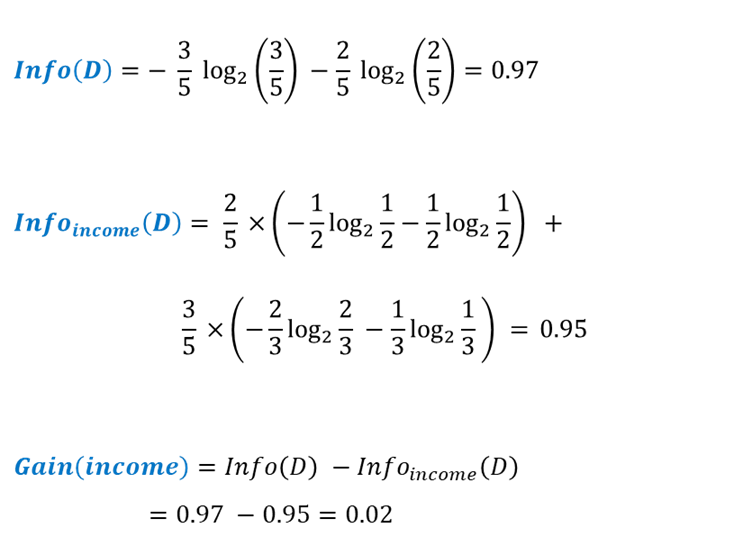 Info(D) = − 3/5 log₂ (3/5) − 2/5 log₂ (2/5) = 0.97
Info_income(D) = 2/5 × (− 1/2 log₂ 1/2 − 1/2 log₂ 1/2) +
3/5 × (− 2/3 log₂ 2/3 − 1/3 log₂ 1/3) = 0.95
Gain(income) = Info(D) − Info_income(D)
= 0.97 − 0.95 = 0.02